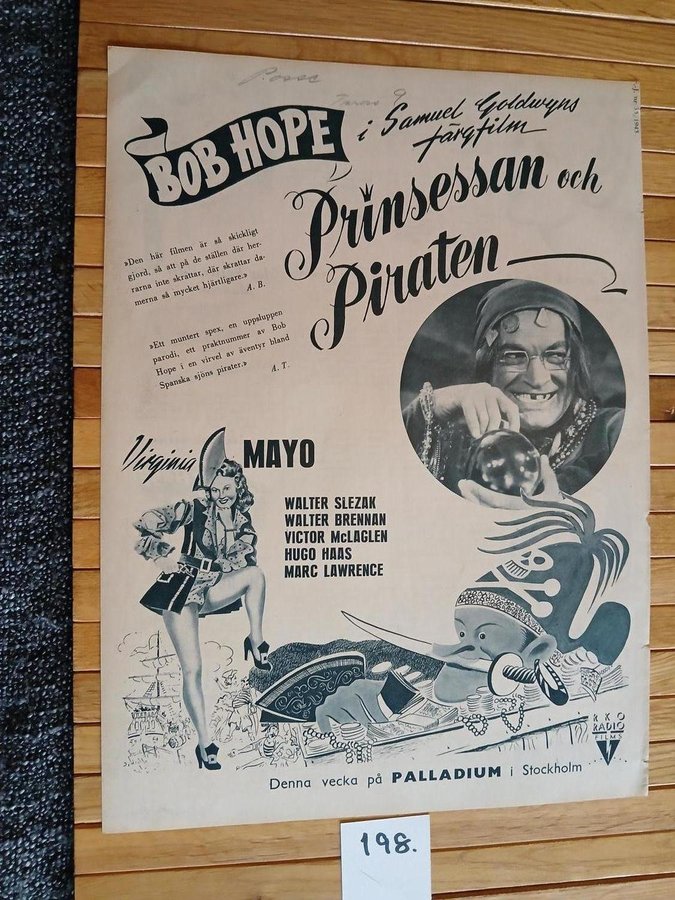 BOB HOPE
i Samuel Goldwyns
färgfilm
Prinsessan och
Piraten
»Den här filmen är så skickligt
gjord, så att på de ställen där her-
rarna inte skrattar, där skrattar da-
merna så mycket hjärtligare.»
A. B.
»Ett muntert spex, en uppsluppen
parodi, ett praktnummer av Bob
Hope i en virvel av äventyr bland
Spanska sjöns pirater.»
A. T.
Virginia MAYO
WALTER SLEZAK
WALTER BRENNAN
VICTOR McLAGLEN
HUGO HAAS
MARC LAWRENCE
RKO
RADIO
FILMS
Denna vecka på PALLADIUM i Stockholm
198.